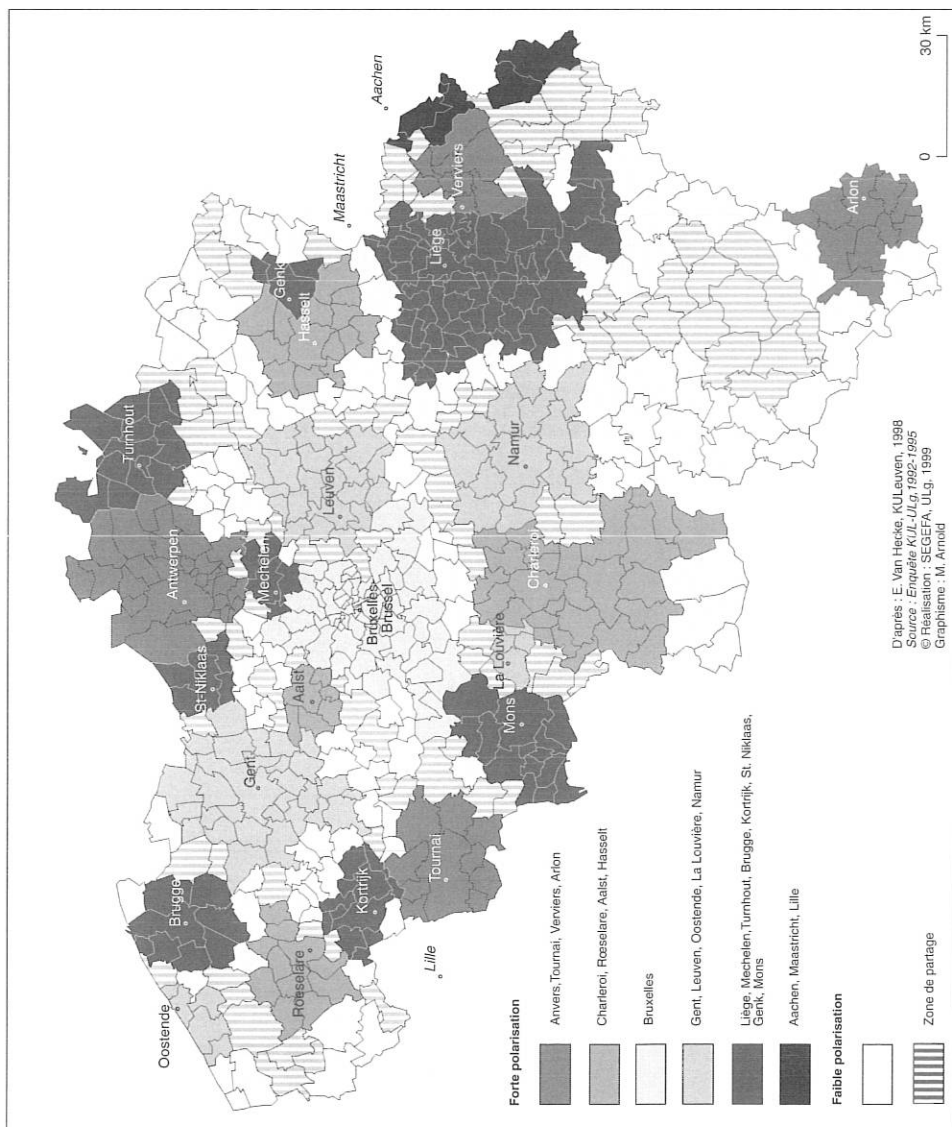 Oostende
Brugge
Roeselare
Kortrijk
Lille
Tournai
Gent
St-Niklaas
Aalst
Antwerpen
Mechelen
Turnhout
Leuven
Bruxelles-
Brussel
Mons
La Louvière
Charleroi
Namur
Hasselt
Genk
Maastricht
Aachen
Liège
Verviers
Arlon
0 30 km
Forte polarisation
Anvers,Tournai, Verviers, Arlon
Charleroi, Rœselare, Aalst, Hasselt
Bruxelles
Gent, Leuven, Oostende, La Louvière, Namur
Liège, Mechelen,Turnhout, Brugge, Kortrijk, St. Niklaas,
Genk, Mons
Aachen, Maastricht, Lille
Faible polarisation
Zone de partage
D'après : E. Van Hecke, KULeuven, 1998
Source : Enquête KUL-ULg,1992-1995
© Réalisation : SEGEFA, ULg, 1999
Graphisme : M. Arnold